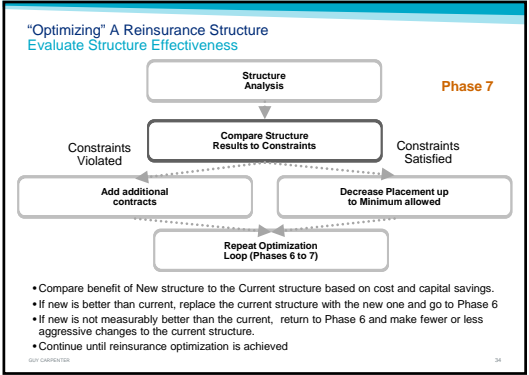 “Optimizing” A Reinsurance Structure
Evaluate Structure Effectiveness
Structure
Analysis
Phase 7
Compare Structure
Results to Constraints
Constraints
Violated
Constraints
Satisfied
Add additional
contracts
Decrease Placement up
to Minimum allowed
Repeat Optimization
Loop (Phases 6 to 7)
• Compare benefit of New structure to the Current structure based on cost and capital savings.
• If new is better than current, replace the current structure with the new one and go to Phase 6
• If new is not measurably better than the current, return to Phase 6 and make fewer or less
aggressive changes to the current structure.
• Continue until reinsurance optimization is achieved
GUY CARPENTER
34